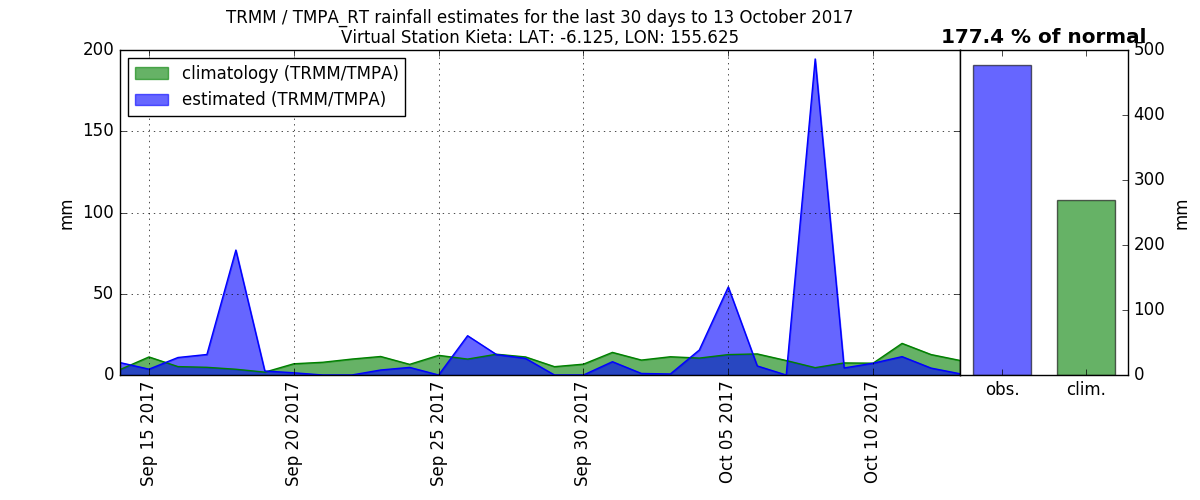 TRMM / TMPA_RT rainfall estimates for the last 30 days to 13 October 2017
Virtual Station Kieta: LAT: -6.125, LON: 155.625
177.4 % of normal
climatology (TRMM/TMPA)
estimated (TRMM/TMPA)
200
150
100
50
0
mm
Sep 15 2017
Sep 20 2017
Sep 25 2017
Sep 30 2017
Oct 05 2017
Oct 10 2017
500
400
300
200
100
0
mm
obs.
clim.